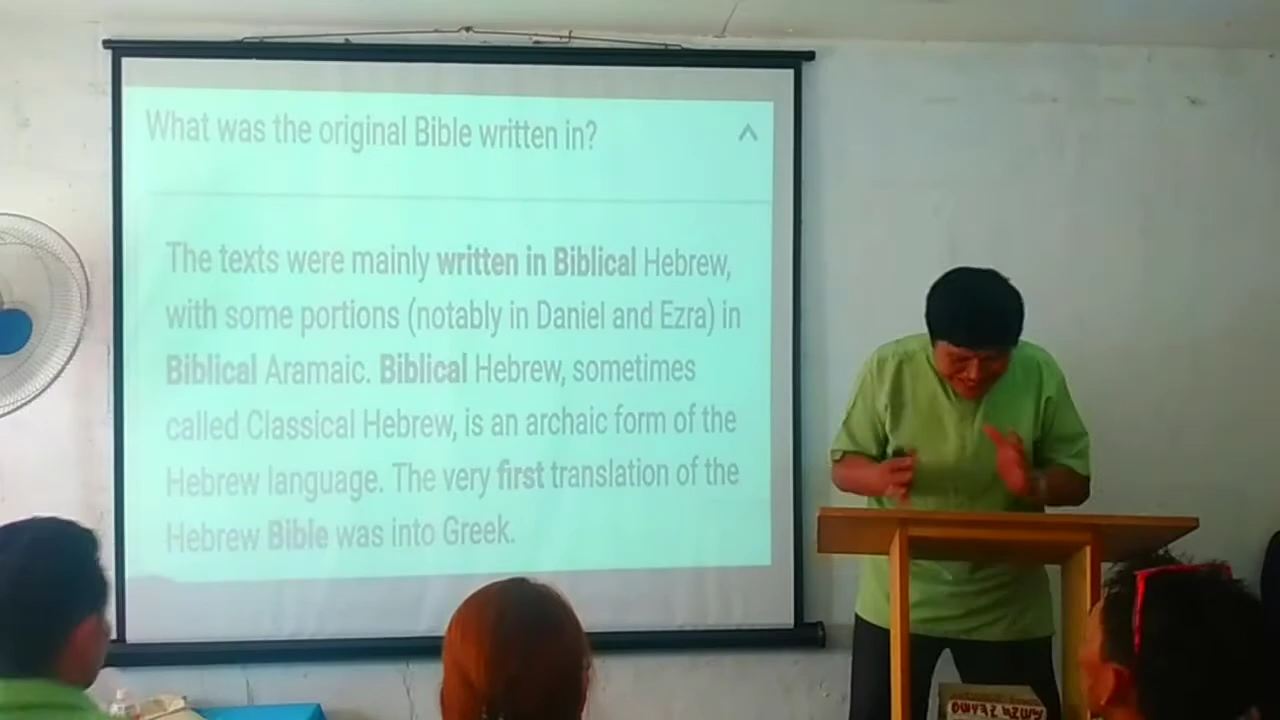 What was the original Bible written in?
The texts were mainly written in Biblical Hebrew,
with some portions (notably in Daniel and Ezra) in
Biblical Aramaic. Biblical Hebrew, sometimes
called Classical Hebrew, is an archaic form of the
Hebrew language. The very first translation of the
Hebrew Bible was into Greek.